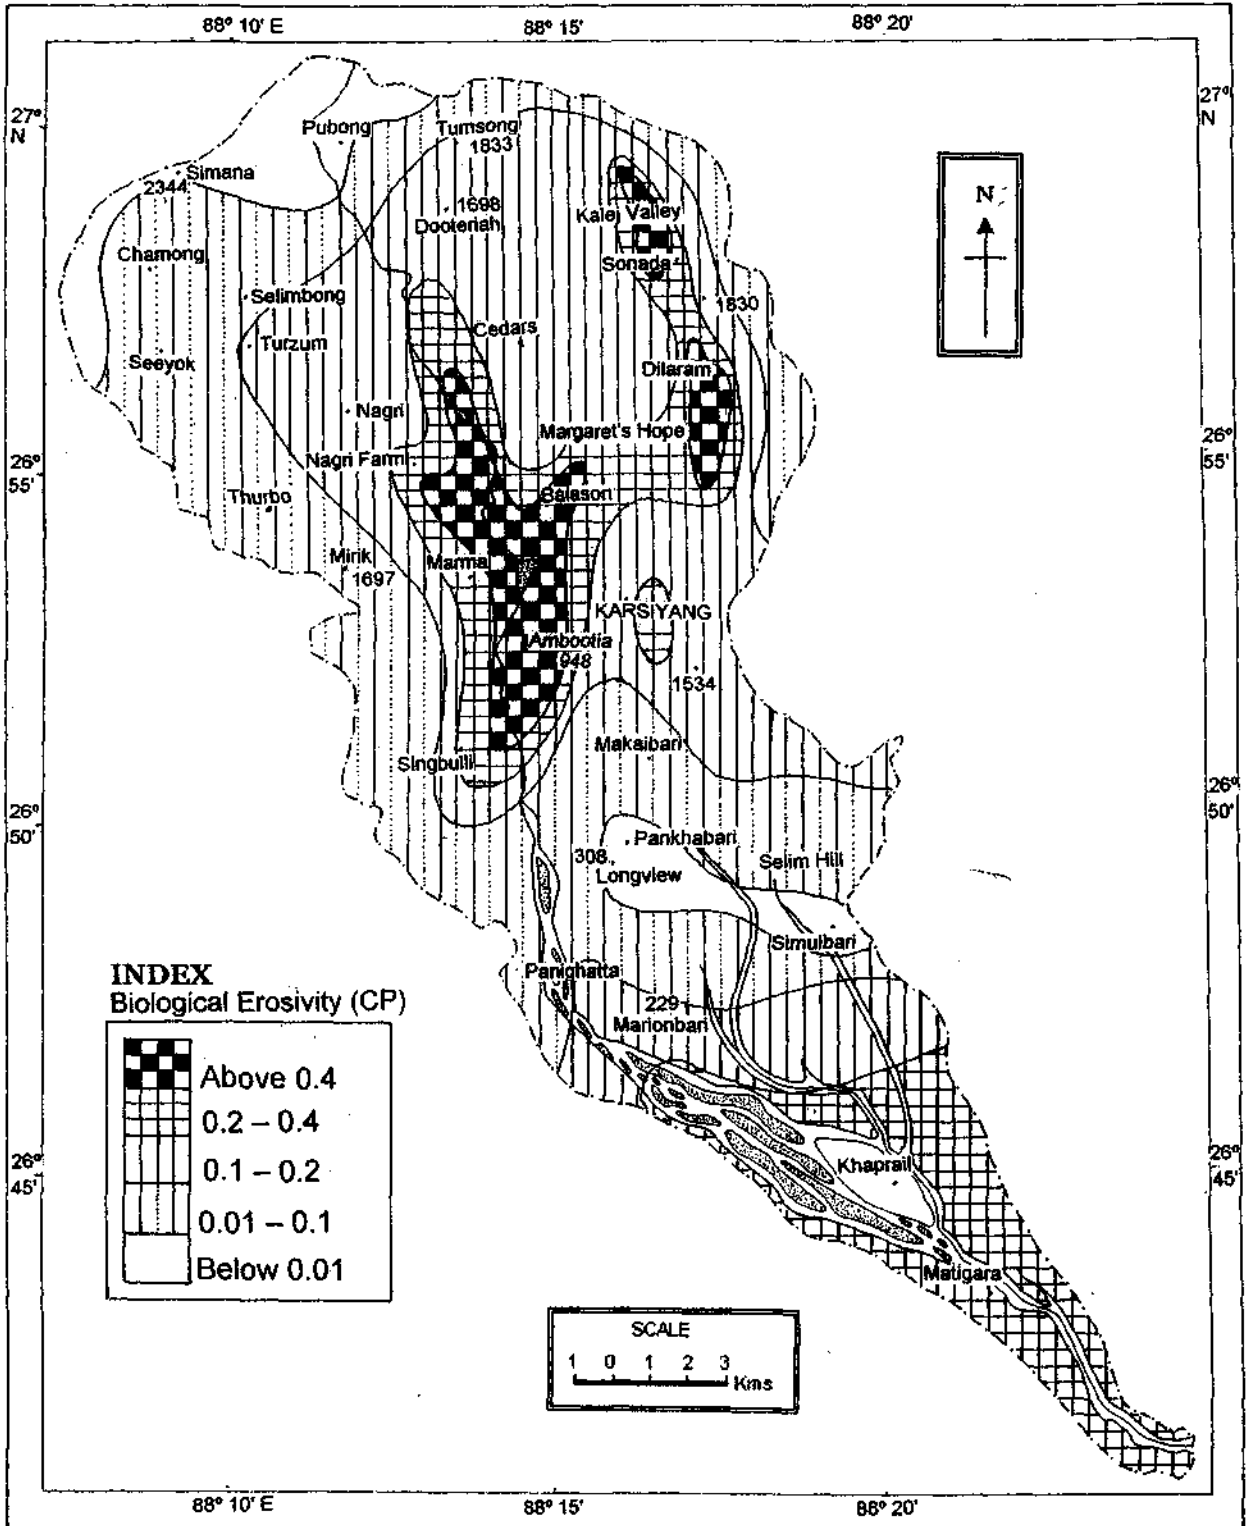 88° 10' E
88° 15'
88° 20'
27°
N
27°
N
Pubong
Tumsong
1833
Simana
2344
1698
Dooteriah
Kalej Valley
Chamong
Sonada
Selimbong
1830
Cedars
Turzum
Seeyok
Dilaram
Nagri
Margaret's Hope
Nagri Farm
26°
55'
26°
55'
Balason
Thurbo
Mirik
1697
Marma
KARSIYANG
Ambootia
948
1534
Makaibari
Singbulli
26°
50'
26°
50'
Pankhabari
308
Longview
Selim Hill
Simulbari
Panighatta
229
Marionbari
26°
45'
26°
45'
Khaprail
Matigara
N
INDEX
Biological Erosivity (CP)
Above 0.4
0.2 – 0.4
0.1 – 0.2
0.01 – 0.1
Below 0.01
SCALE
1 0 1 2 3
Kms
88° 10' E
88° 15'
88° 20'